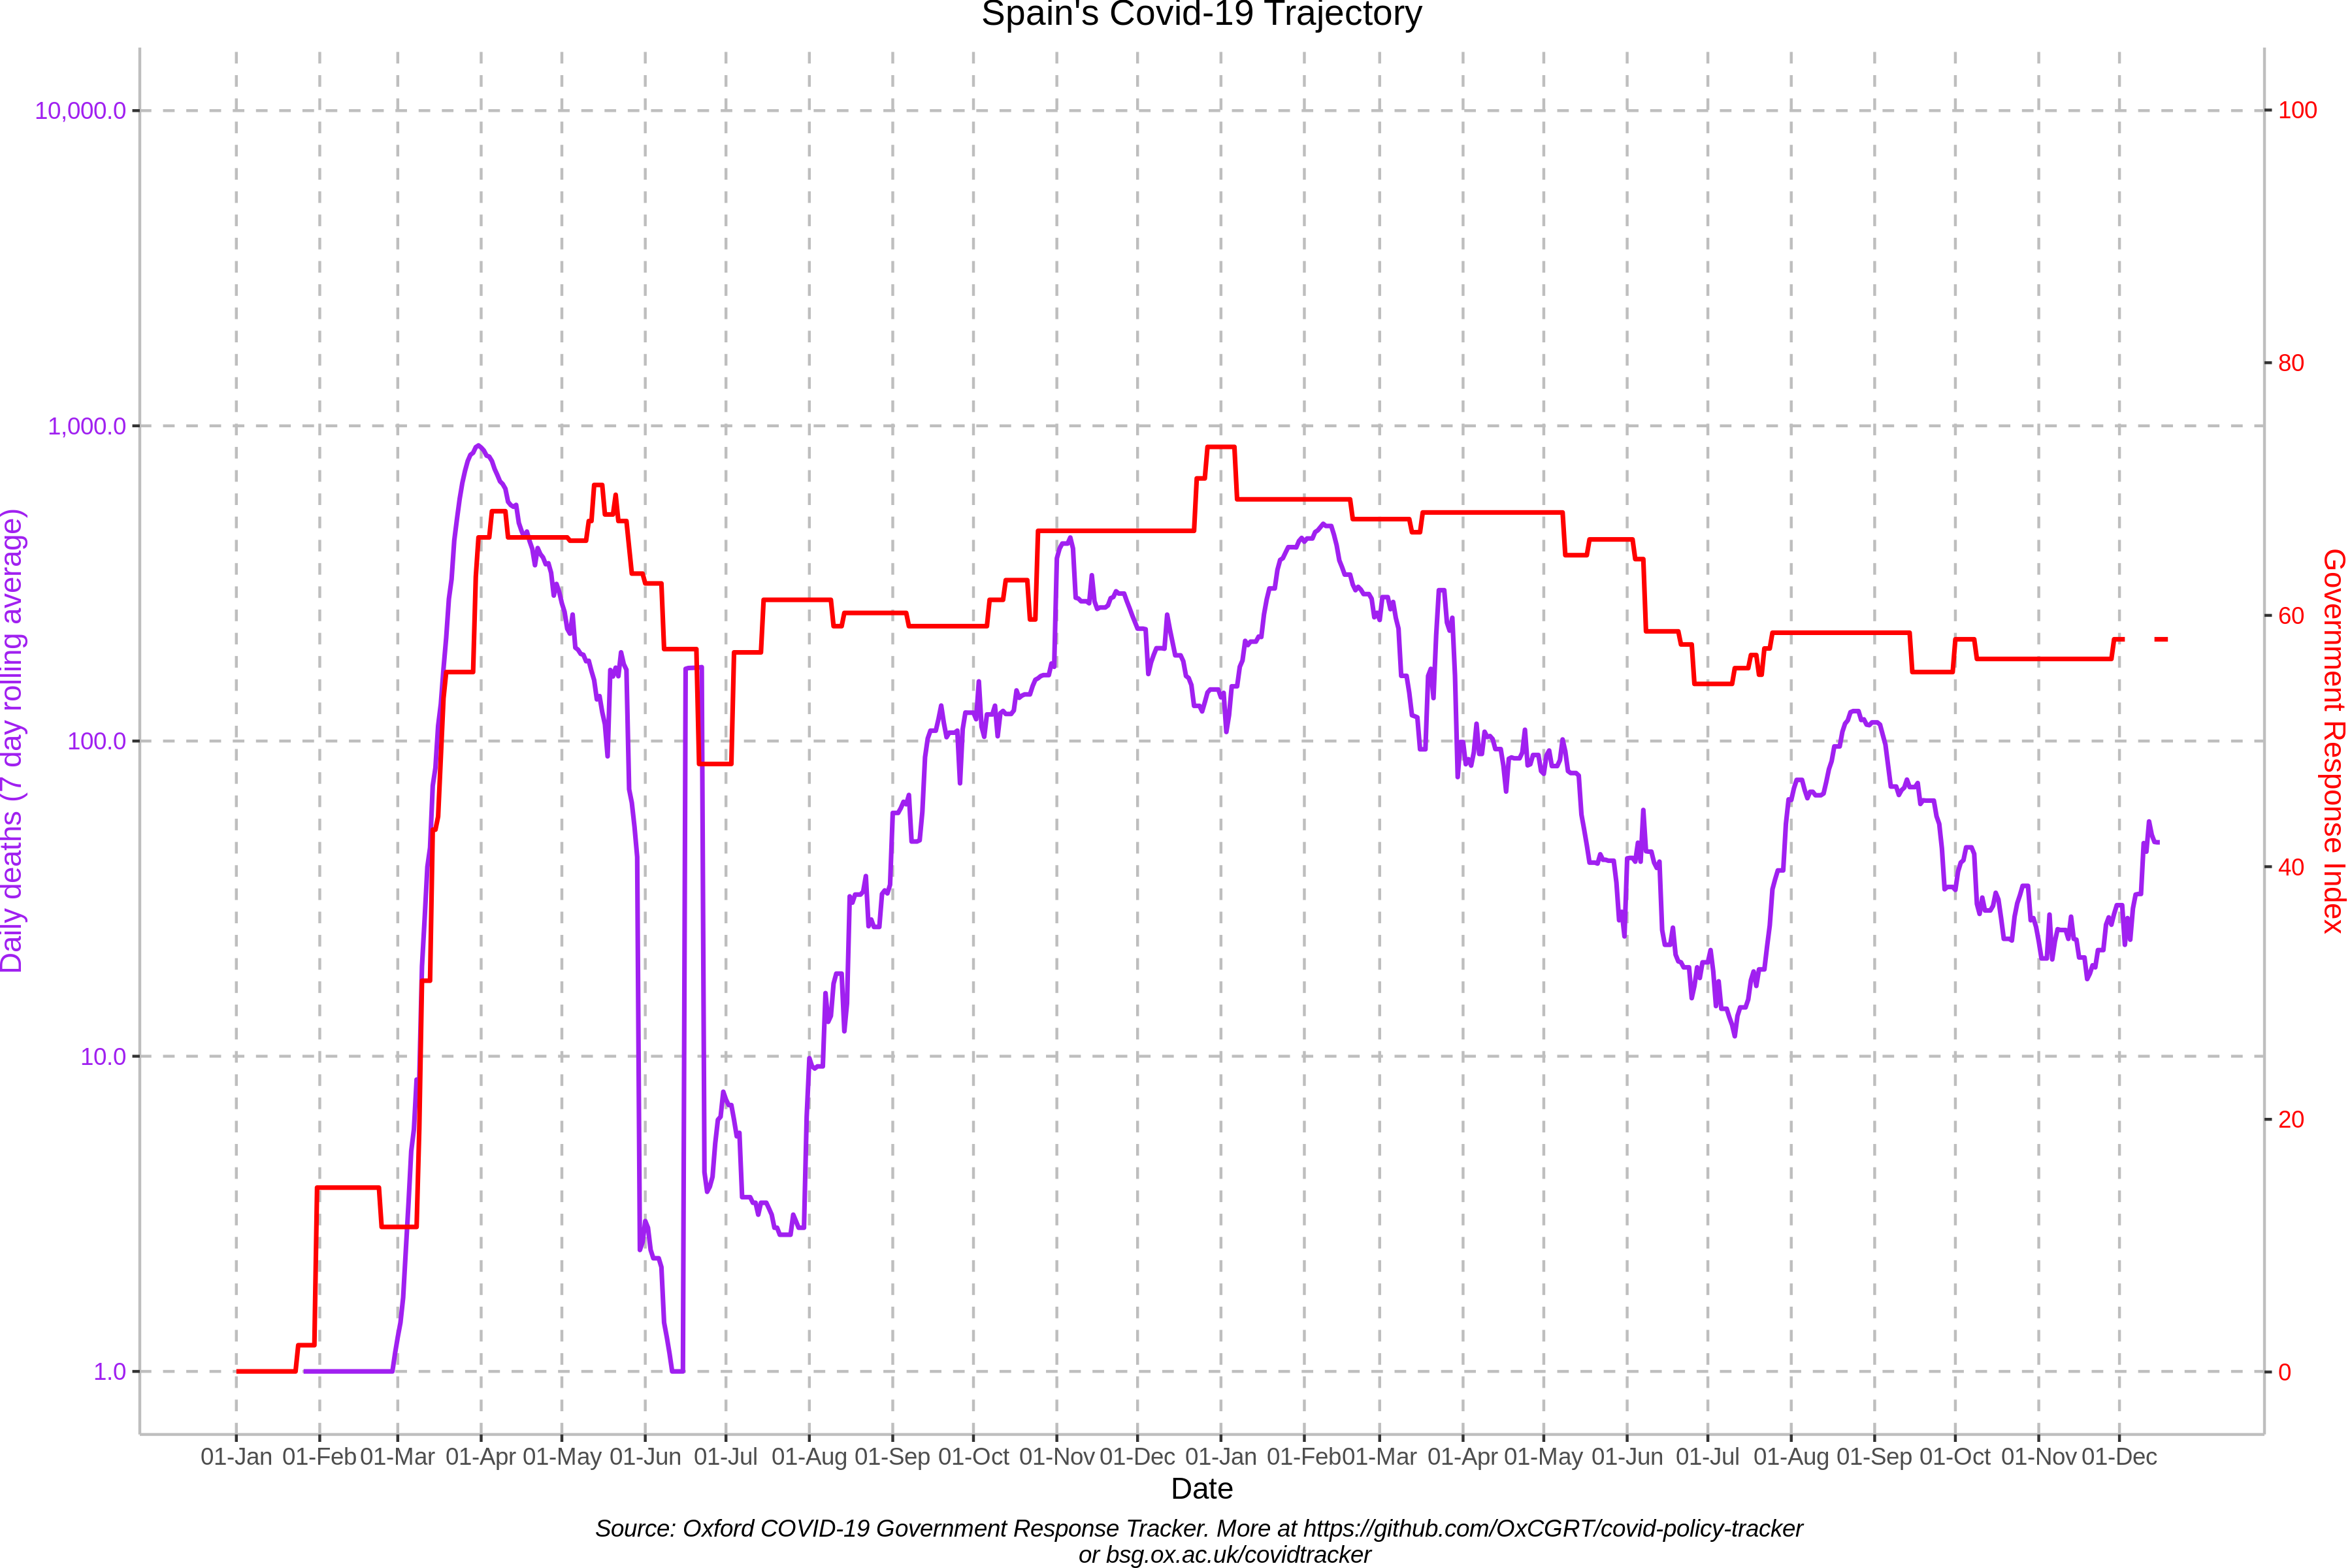 Spain's Covid-19 Trajectory
10,000.0
1,000.0
100.0
10.0
1.0
Daily deaths (7 day rolling average)
100
80
60
40
20
0
Government Response Index
01-Jan 01-Feb 01-Mar 01-Apr 01-May 01-Jun 01-Jul 01-Aug 01-Sep 01-Oct 01-Nov 01-Dec 01-Jan 01-Feb 01-Mar 01-Apr 01-May 01-Jun 01-Jul 01-Aug 01-Sep 01-Oct 01-Nov 01-Dec
Date
Source: Oxford COVID-19 Government Response Tracker. More at https://github.com/OxCGRT/covid-policy-tracker
or bsg.ox.ac.uk/covidtracker